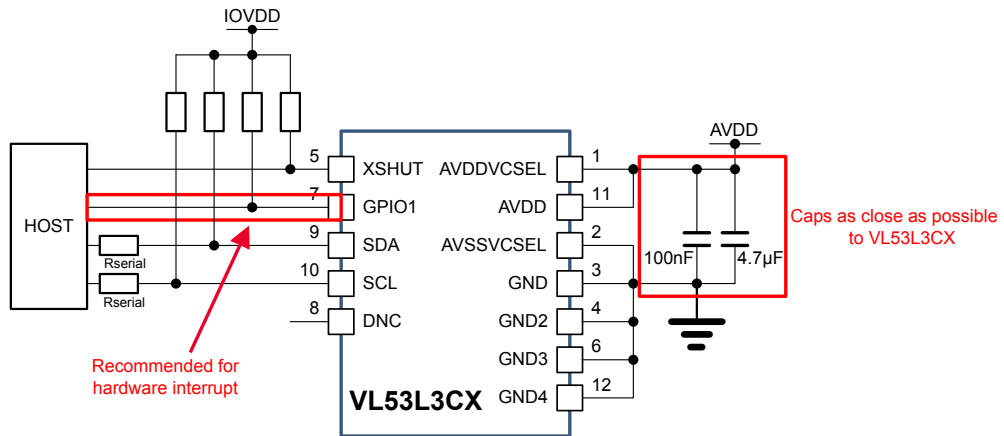 IOVDD
AVDD
HOST
5
XSHUT
7
GPIO1
9
SDA
10
SCL
8
DNC
Rserial
Rserial
AVDDVCSEL
1
AVDD
11
AVSSVCSEL
2
GND
3
GND2
4
GND3
6
GND4
12
VL53L3CX
100nF
4.7µF
Caps as close as possible
to VL53L3CX
Recommended for
hardware interrupt